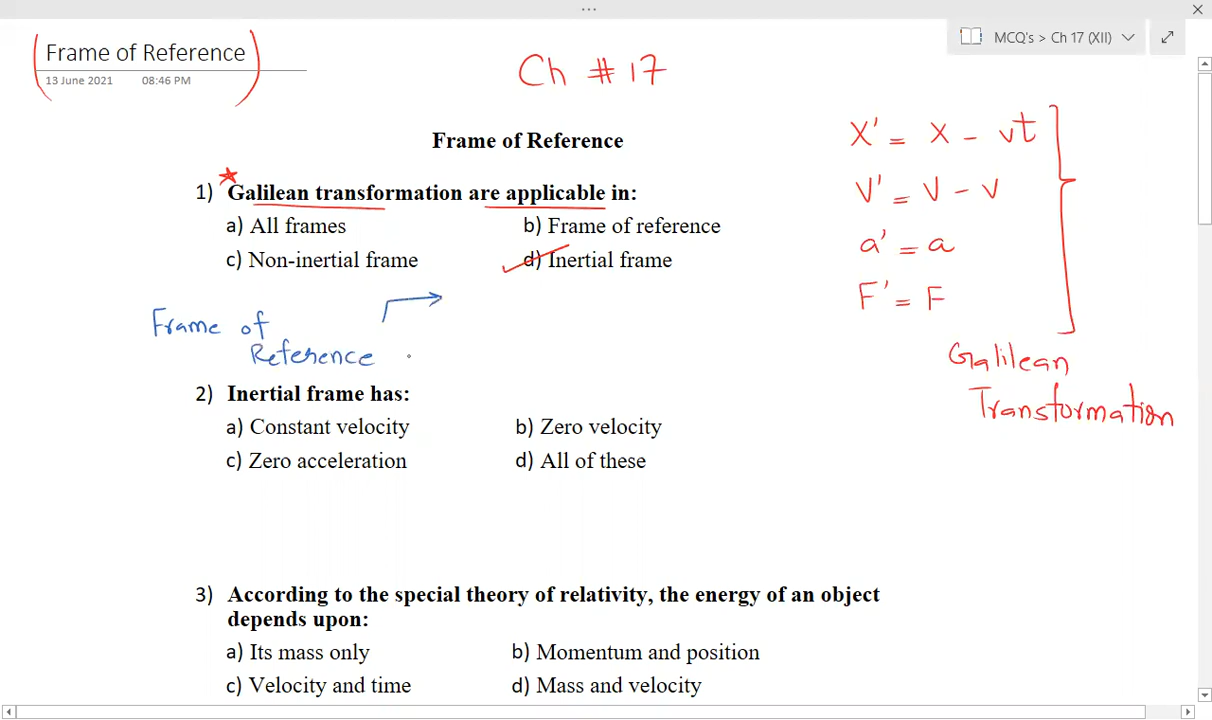 MCQ's > Ch 17 (XII)
Frame of Reference
13 June 2021 08:46 PM
Ch # 17
Frame of Reference
1) Galilean transformation are applicable in:
a) All frames b) Frame of reference
c) Non-inertial frame d) Inertial frame
X' = X - vt
V' = V - v
a' = a
F' = F
Galilean
Transformation
Frame of
Reference
2) Inertial frame has:
a) Constant velocity b) Zero velocity
c) Zero acceleration d) All of these
3) According to the special theory of relativity, the energy of an object
depends upon:
a) Its mass only b) Momentum and position
c) Velocity and time d) Mass and velocity